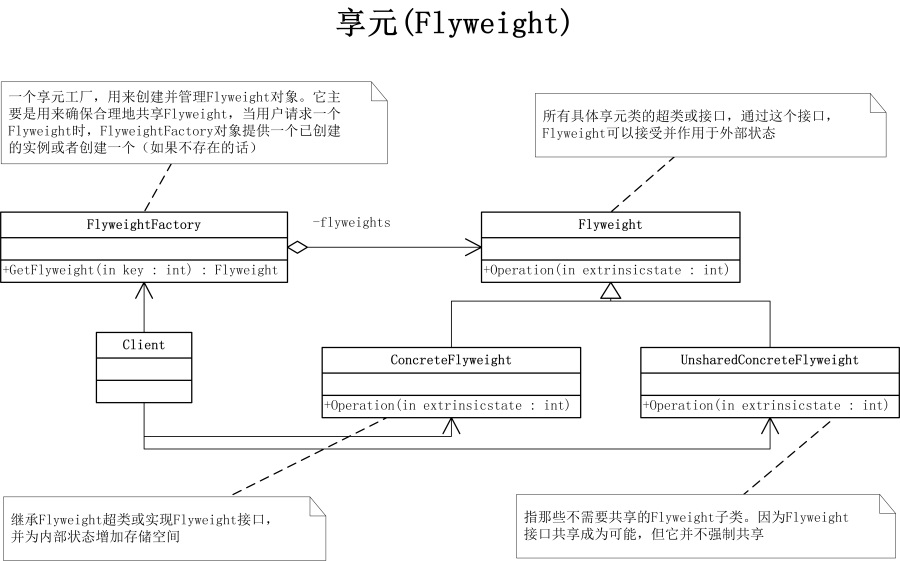 享元(Flyweight)
一个享元工厂，用来创建并管理Flyweight对象。它主
要是用来确保合理地共享Flyweight，当用户请求一个
Flyweight时，FlyweightFactory对象提供一个已创建
的实例或者创建一个（如果不存在的话）
所有具体享元类的超类或接口，通过这个接口，
Flyweight可以接受并作用于外部状态
FlyweightFactory
+GetFlyweight(in key : int) : Flyweight
-flyweights
Flyweight
+Operation(in extrinsicstate : int)
Client
ConcreteFlyweight
+Operation(in extrinsicstate : int)
UnsharedConcreteFlyweight
+Operation(in extrinsicstate : int)
继承Flyweight超类或实现Flyweight接口，
并为内部状态增加存储空间
指那些不需要共享的Flyweight子类。因为Flyweight
接口共享成为可能，但它并不强制共享